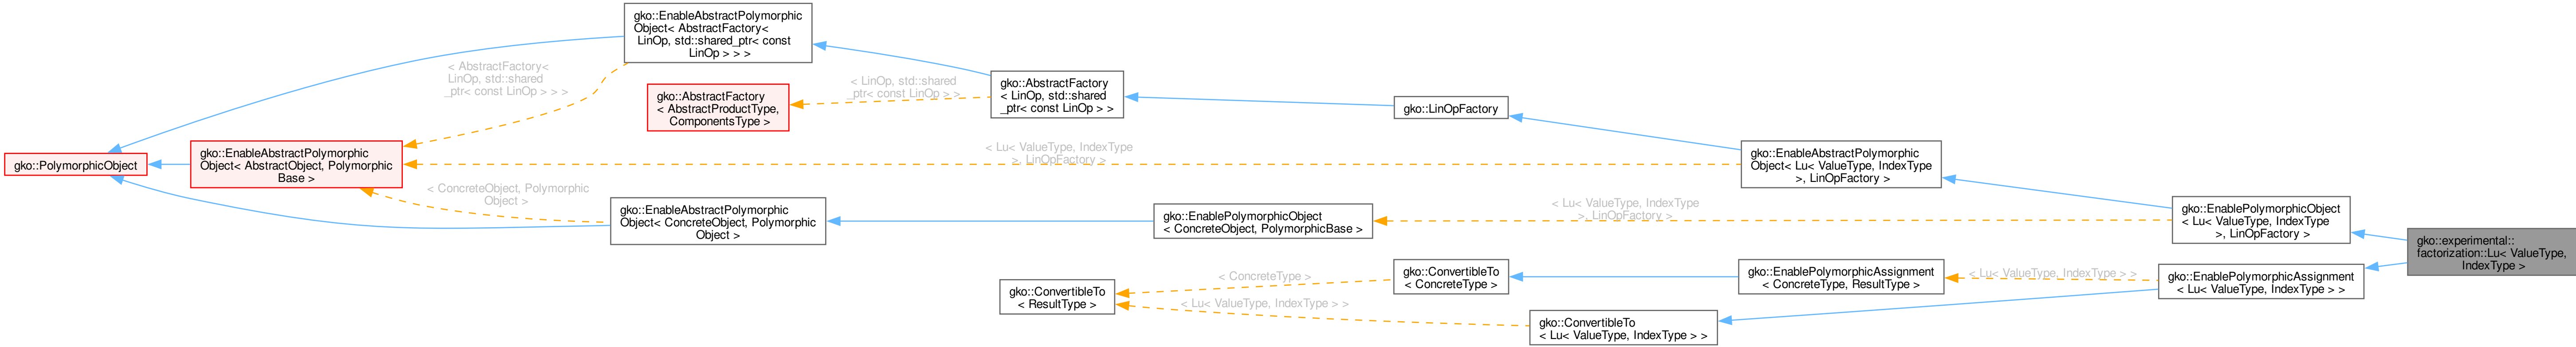 gko::PolymorphicObject
gko::EnableAbstractPolymorphic
Object< AbstractObject, Polymorphic
Base >
gko::EnableAbstractPolymorphic
Object< AbstractFactory<
LinOp, std::shared_ptr< const
LinOp > > >
< AbstractFactory<
LinOp, std::shared
_ptr< const LinOp > > >
gko::AbstractFactory
< AbstractProductType,
ComponentsType >
< LinOp, std::shared
_ptr< const LinOp > >
gko::AbstractFactory
< LinOp, std::shared
_ptr< const LinOp > >
gko::LinOpFactory
< Lu< ValueType, IndexType
>, LinOpFactory >
gko::EnableAbstractPolymorphic
Object< Lu< ValueType, IndexType
>, LinOpFactory >
< ConcreteObject, Polymorphic
Object >
gko::EnableAbstractPolymorphic
Object< ConcreteObject, Polymorphic
Object >
gko::EnablePolymorphicObject
< ConcreteObject, PolymorphicBase >
< Lu< ValueType, IndexType
>, LinOpFactory >
gko::EnablePolymorphicObject
< Lu< ValueType, IndexType
>, LinOpFactory >
gko::experimental::
factorization::Lu< ValueType,
IndexType >
gko::ConvertibleTo
< ResultType >
< ConcreteType >
gko::ConvertibleTo
< ConcreteType >
gko::EnablePolymorphicAssignment
< ConcreteType, ResultType >
< Lu< ValueType, IndexType > >
gko::EnablePolymorphicAssignment
< Lu< ValueType, IndexType > >
< Lu< ValueType, IndexType > >
gko::ConvertibleTo
< Lu< ValueType, IndexType > >